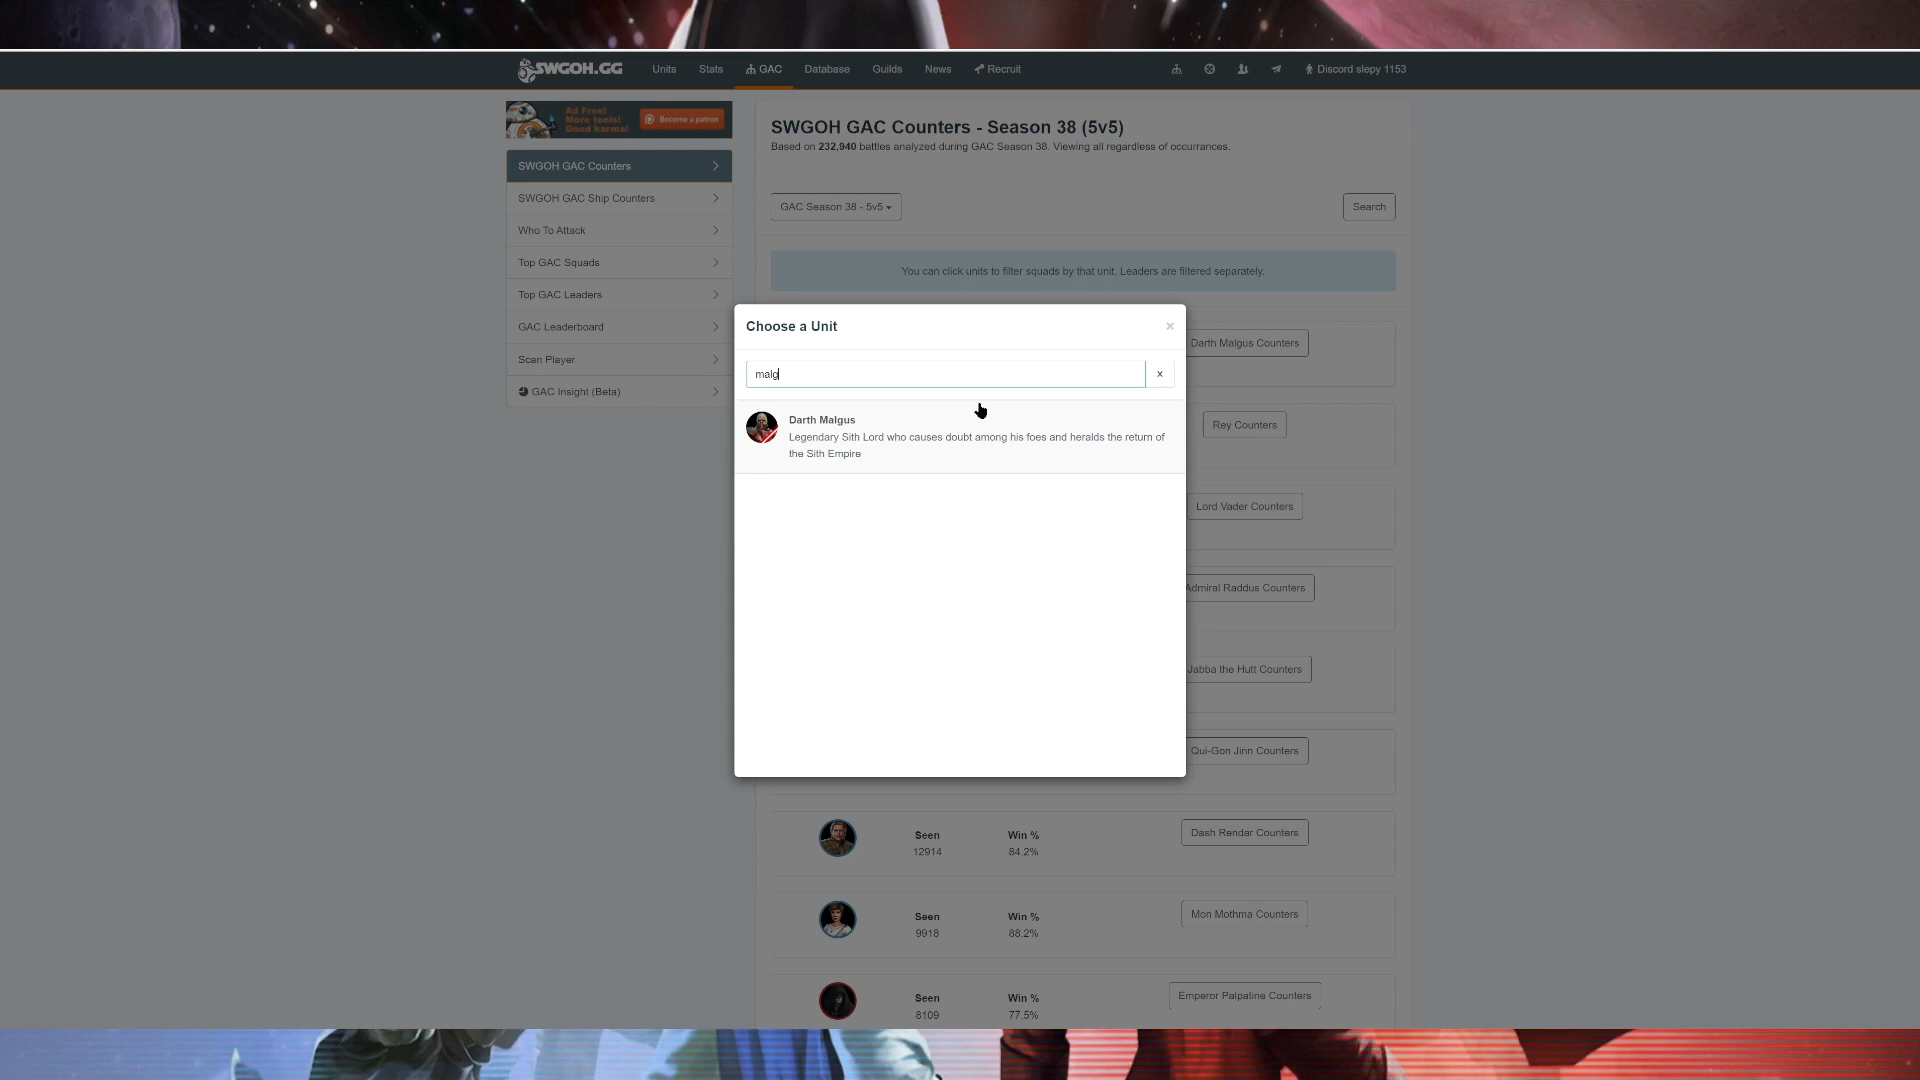 SWGOH.GG
Units
Stats
GAC
Database
Guilds
News
Recruit
Discord slepy 1153
Ad Free!
More tools!
Good karma!
Become a patron
SWGOH GAC Counters
SWGOH GAC Ship Counters
Who To Attack
Top GAC Squads
Top GAC Leaders
GAC Leaderboard
Scan Player
GAC Insight (Beta)
SWGOH GAC Counters - Season 38 (5v5)
Based on 232,940 battles analyzed during GAC Season 38. Viewing all regardless of occurrances.
GAC Season 38 - 5v5
Search
You can click units to filter squads by that unit. Leaders are filtered separately.
Choose a Unit
×
malg
x
Darth Malgus
Legendary Sith Lord who causes doubt among his foes and heralds the return of
the Sith Empire
Darth Malgus Counters
Rey Counters
Lord Vader Counters
Admiral Raddus Counters
Jabba the Hutt Counters
Qui-Gon Jinn Counters
Seen
Win %
12914
84.2%
Dash Rendar Counters
Seen
Win %
9918
88.2%
Mon Mothma Counters
Seen
Win %
8109
77.5%
Emperor Palpatine Counters